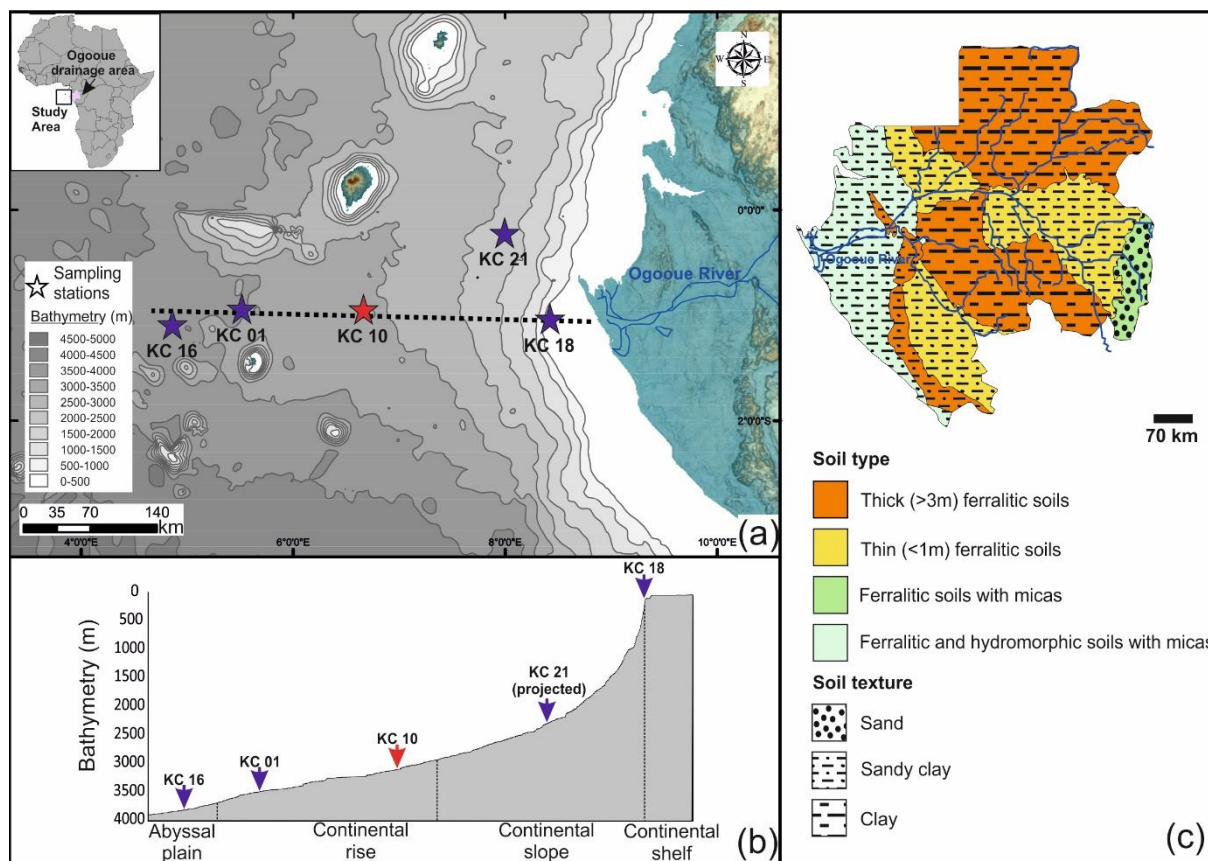 Ogooue
drainage area
Study
Area
N
W E
S
0°0'0"
KC 21
Ogooue River
Sampling
stations
Bathymetry (m)
4500-5000
4000-4500
3500-4000
3000-3500
2500-3000
2000-2500
1500-2000
1000-1500
500-1000
0-500
KC 16
KC 01
KC 10
KC 18
2°0'0"S
0 35 70 140
km
4°0'0"E
6°0'0"E
8°0'0"E
10°0'0"E
(a)
Bathymetry (m)
0
500
1000
1500
2000
2500
3000
3500
4000
KC 18
KC 21
(projected)
KC 10
KC 01
KC 16
Abyssal
plain
Continental
rise
Continental
slope
Continental
shelf
(b)
Ogooue River
70 km
Soil type
Thick (>3m) ferralitic soils
Thin (<1m) ferralitic soils
Ferralitic soils with micas
Ferralitic and hydromorphic soils with micas
Soil texture
Sand
Sandy clay
Clay
(c)